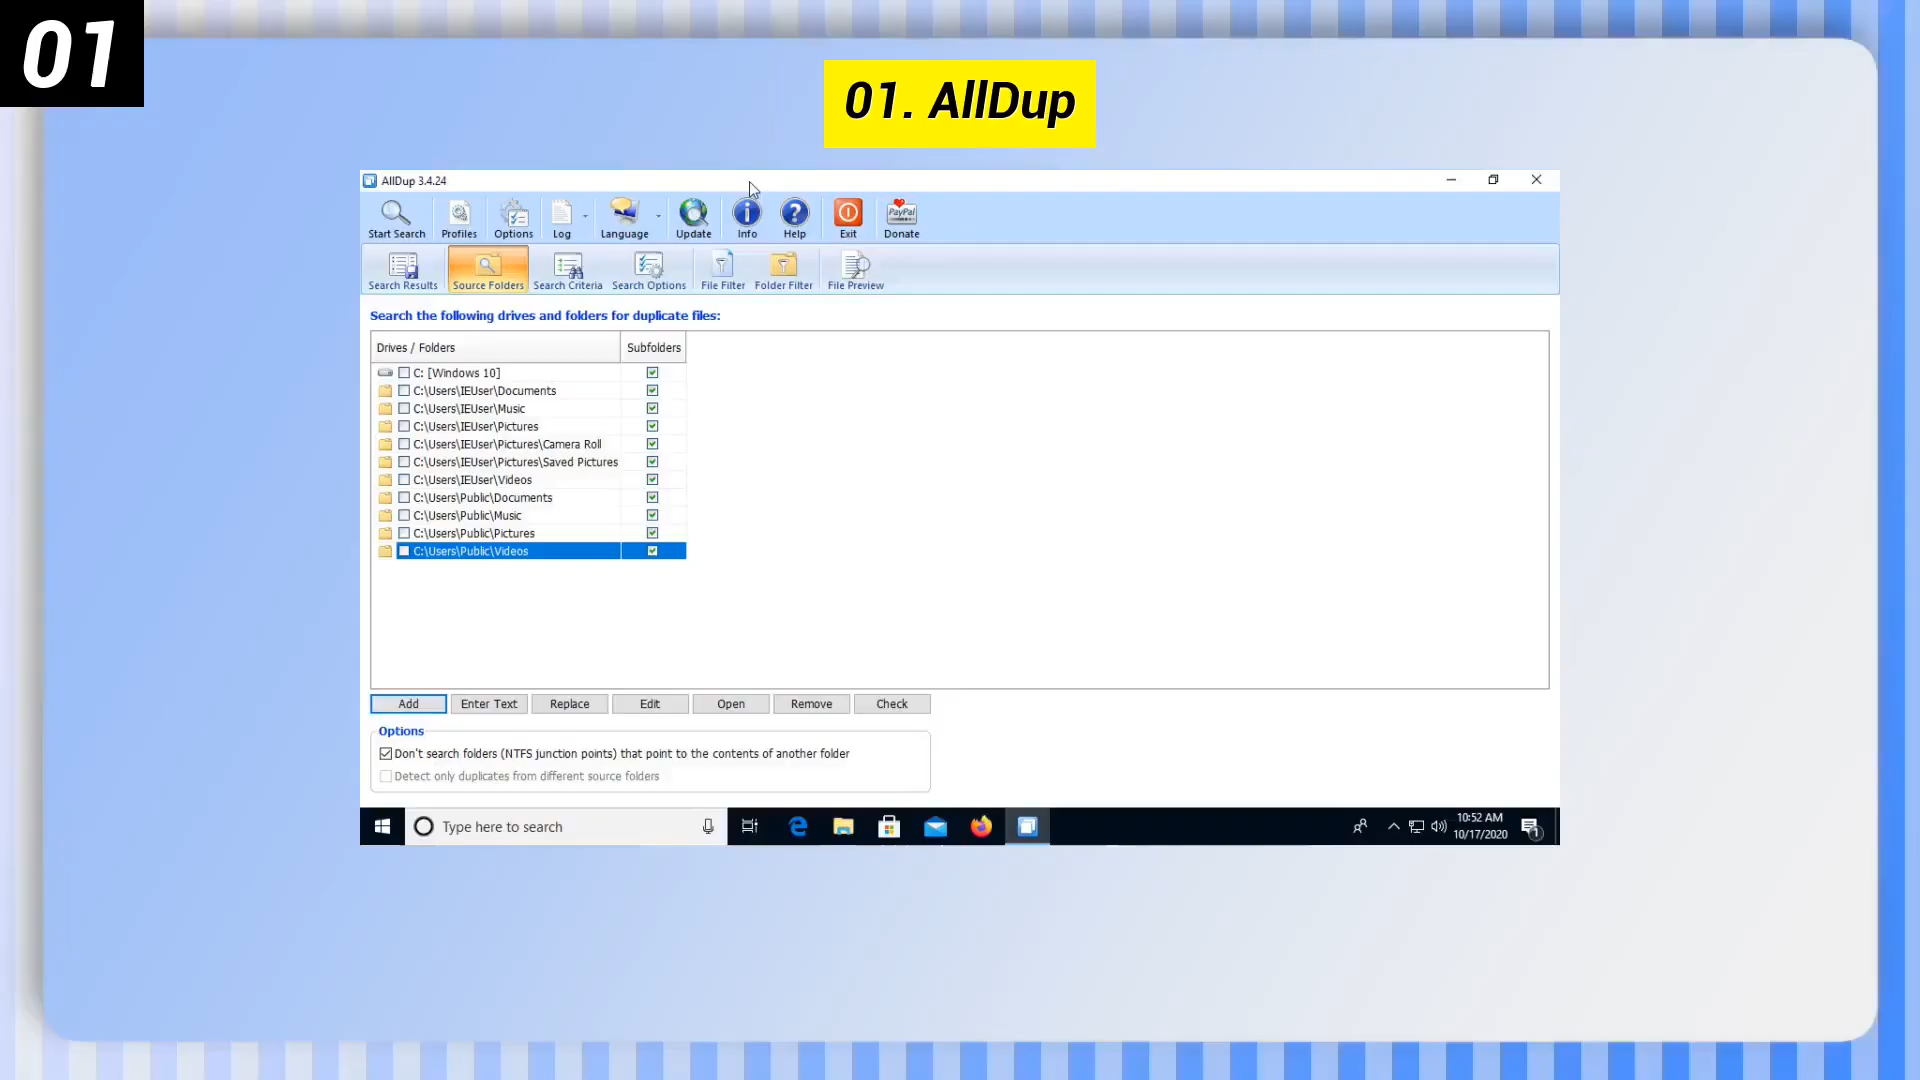 01
01. AllDup
AllDup 3.4.24
Start Search Profiles Options Log Language Update Info Help Exit PayPal Donate
Search Results Source Folders Search Criteria Search Options File Filter Folder Filter File Preview
Search the following drives and folders for duplicate files:
Drives / Folders Subfolders
C: [Windows 10]
C:\Users\IEUser\Documents
C:\Users\IEUser\Music
C:\Users\IEUser\Pictures
C:\Users\IEUser\Pictures\Camera Roll
C:\Users\IEUser\Pictures\Saved Pictures
C:\Users\IEUser\Videos
C:\Users\Public\Documents
C:\Users\Public\Music
C:\Users\Public\Pictures
C:\Users\Public\Videos
Add Enter Text Replace Edit Open Remove Check
Options
Don't search folders (NTFS junction points) that point to the contents of another folder
Detect only duplicates from different source folders
Type here to search
10:52 AM
10/17/2020
1